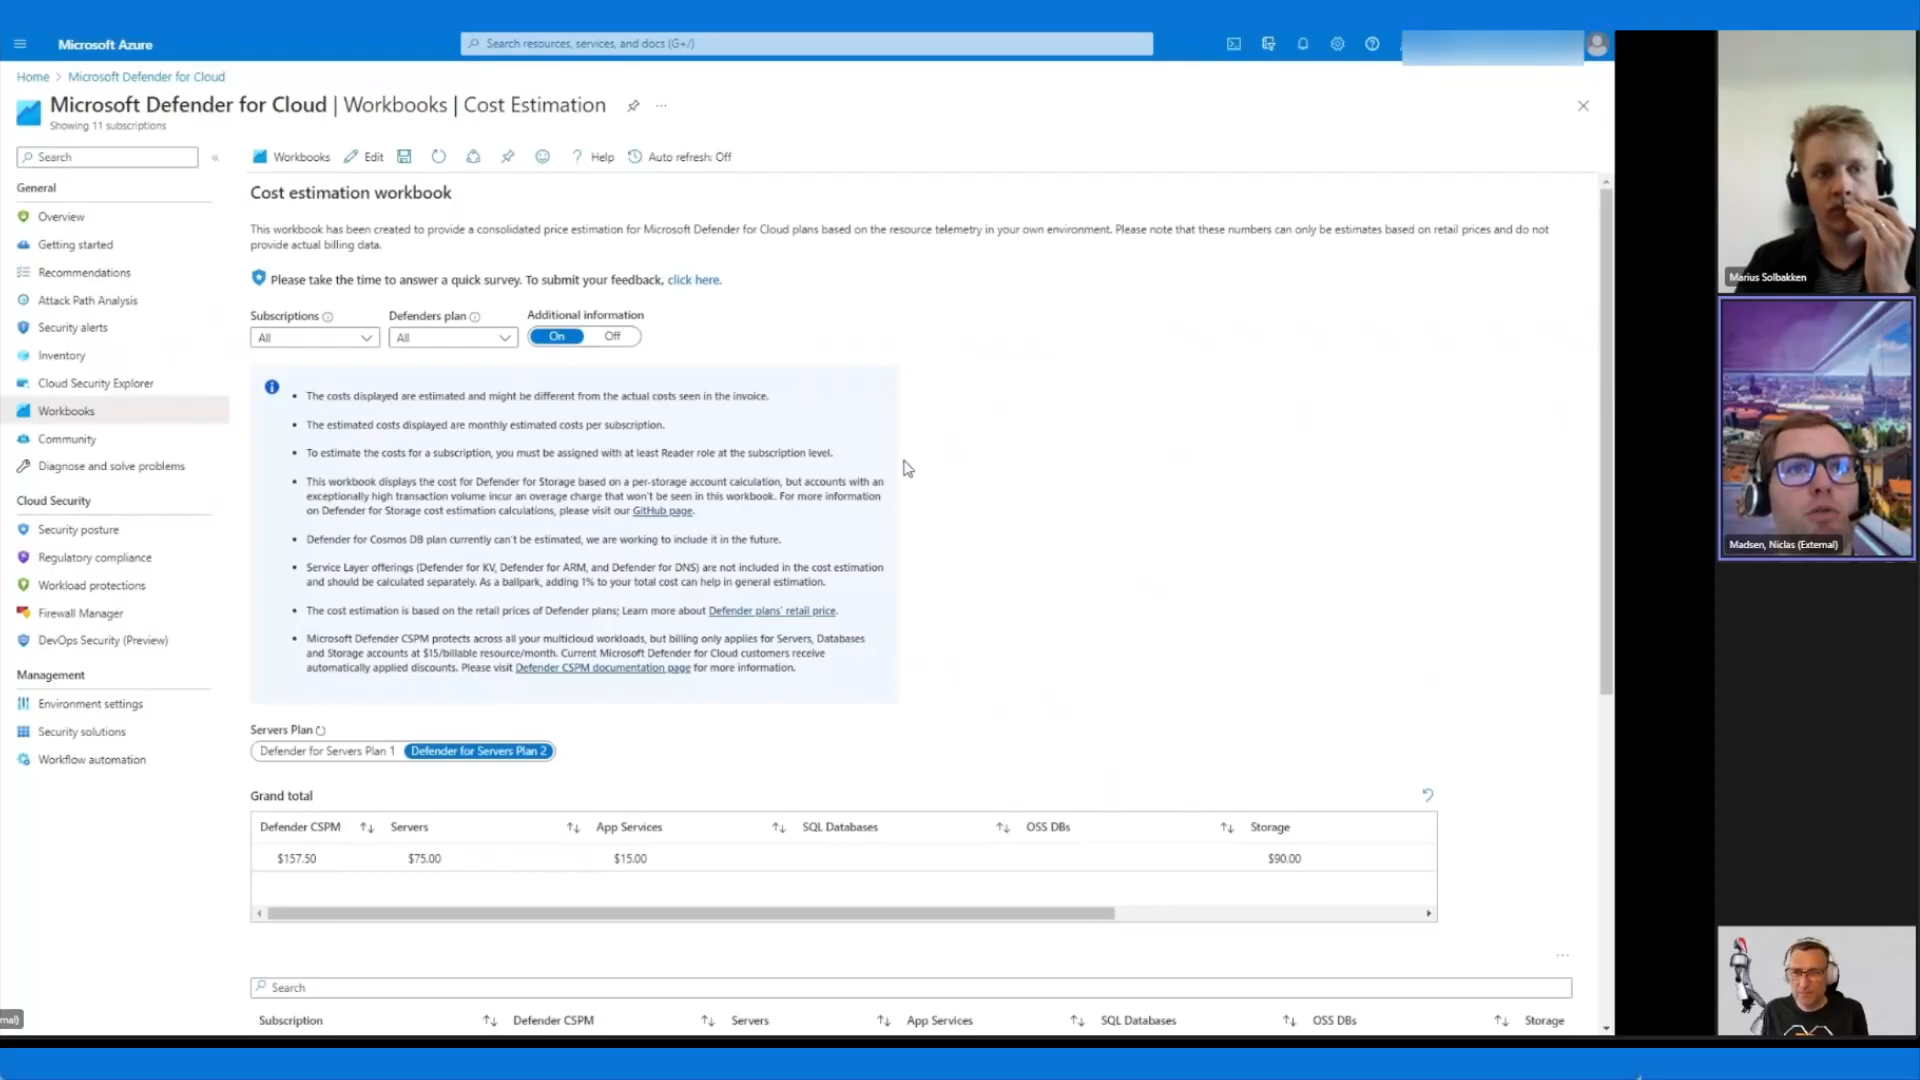 Microsoft Azure
Search resources, services, and docs (G+/)
Home > Microsoft Defender for Cloud
Microsoft Defender for Cloud | Workbooks | Cost Estimation
Showing 11 subscriptions
Search
Workbooks
Edit
Help
Auto refresh: Off
General
Overview
Getting started
Recommendations
Attack Path Analysis
Security alerts
Inventory
Cloud Security Explorer
Workbooks
Community
Diagnose and solve problems
Cloud Security
Security posture
Regulatory compliance
Workload protections
Firewall Manager
DevOps Security (Preview)
Management
Environment settings
Security solutions
Workflow automation
Cost estimation workbook
This workbook has been created to provide a consolidated price estimation for Microsoft Defender for Cloud plans based on the resource telemetry in your own environment. Please note that these numbers can only be estimates based on retail prices and do not
provide actual billing data.
Please take the time to answer a quick survey. To submit your feedback, click here.
Subscriptions
Defenders plan
Additional information
All
All
On
Off
• The costs displayed are estimated and might be different from the actual costs seen in the invoice.
• The estimated costs displayed are monthly estimated costs per subscription.
• To estimate the costs for a subscription, you must be assigned with at least Reader role at the subscription level.
• This workbook displays the cost for Defender for Storage based on a per-storage account calculation, but accounts with an
exceptionally high transaction volume incur an overage charge that won't be seen in this workbook. For more information
on Defender for Storage cost estimation calculations, please visit our GitHub page.
• Defender for Cosmos DB plan currently can't be estimated, we are working to include it in the future.
• Service Layer offerings (Defender for KV, Defender for ARM, and Defender for DNS) are not included in the cost estimation
and should be calculated separately. As a ballpark, adding 1% to your total cost can help in general estimation.
• The cost estimation is based on the retail prices of Defender plans; Learn more about Defender plans' retail price.
• Microsoft Defender CSPM protects across all your multicloud workloads, but billing only applies for Servers, Databases
and Storage accounts at $15/billable resource/month. Current Microsoft Defender for Cloud customers receive
automatically applied discounts. Please visit Defender CSPM documentation page for more information.
Servers Plan
Defender for Servers Plan 1
Defender for Servers Plan 2
Grand total
Defender CSPM
Servers
App Services
SQL Databases
OSS DBs
Storage
$157.50
$75.00
$15.00
$90.00
Search
Subscription
Defender CSPM
Servers
App Services
SQL Databases
OSS DBs
Storage
rnal)
Marius Solbakken
Madsen, Niclas (External)